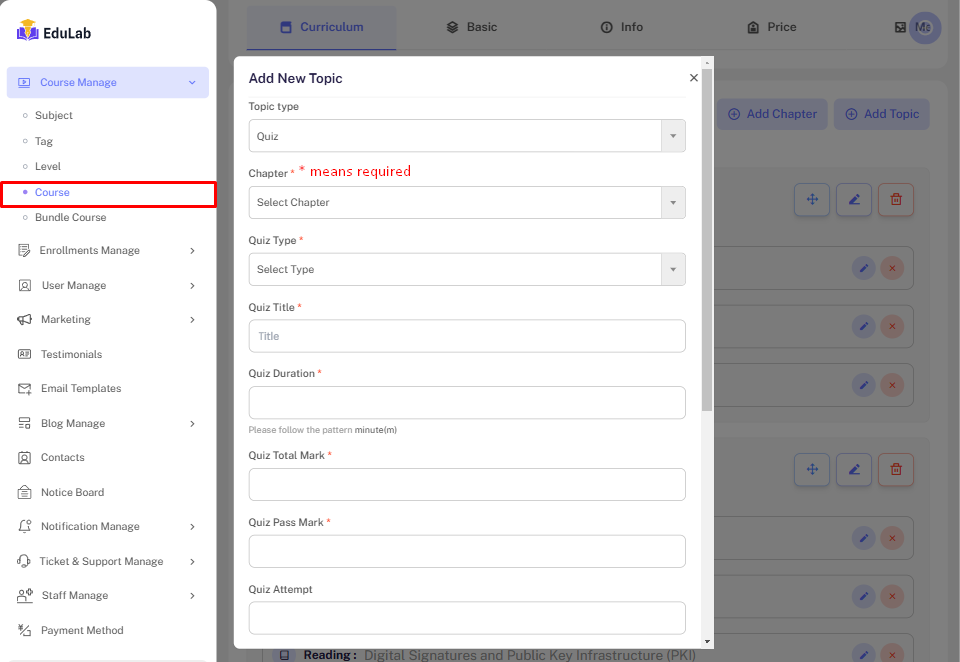 EduLab
Course Manage
Subject
Tag
Level
Course
Bundle Course
Enrollments Manage
User Manage
Marketing
Testimonials
Email Templates
Blog Manage
Contacts
Notice Board
Notification Manage
Ticket & Support Manage
Staff Manage
Payment Method
Curriculum
Basic
Info
Price
Add Chapter
Add Topic
Add New Topic
Topic type
Quiz
Chapter * * means required
Select Chapter
Quiz Type *
Select Type
Quiz Title *
Title
Quiz Duration *
Please follow the pattern minute(m)
Quiz Total Mark *
Quiz Pass Mark *
Quiz Attempt
Reading : Digital Signatures and Public Key Infrastructure (PKI)